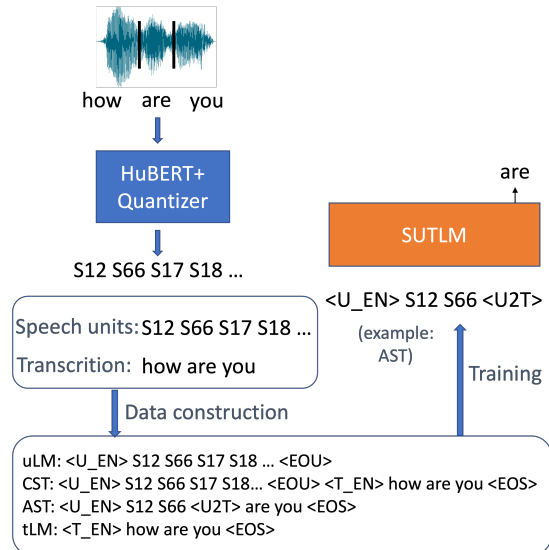 how are you
HuBERT+
Quantizer
S12 S66 S17 S18 ...
are
SUTLM
<U_EN> S12 S66 <U2T>
(example:
AST)
Training
Speech units: S12 S66 S17 S18 ...
Transcrition: how are you
Data construction
uLM: <U_EN> S12 S66 S17 S18 ... <EOU>
CST: <U_EN> S12 S66 S17 S18... <EOU> <T_EN> how are you <EOS>
AST: <U_EN> S12 S66 <U2T> are you <EOS>
tLM: <T_EN> how are you <EOS>